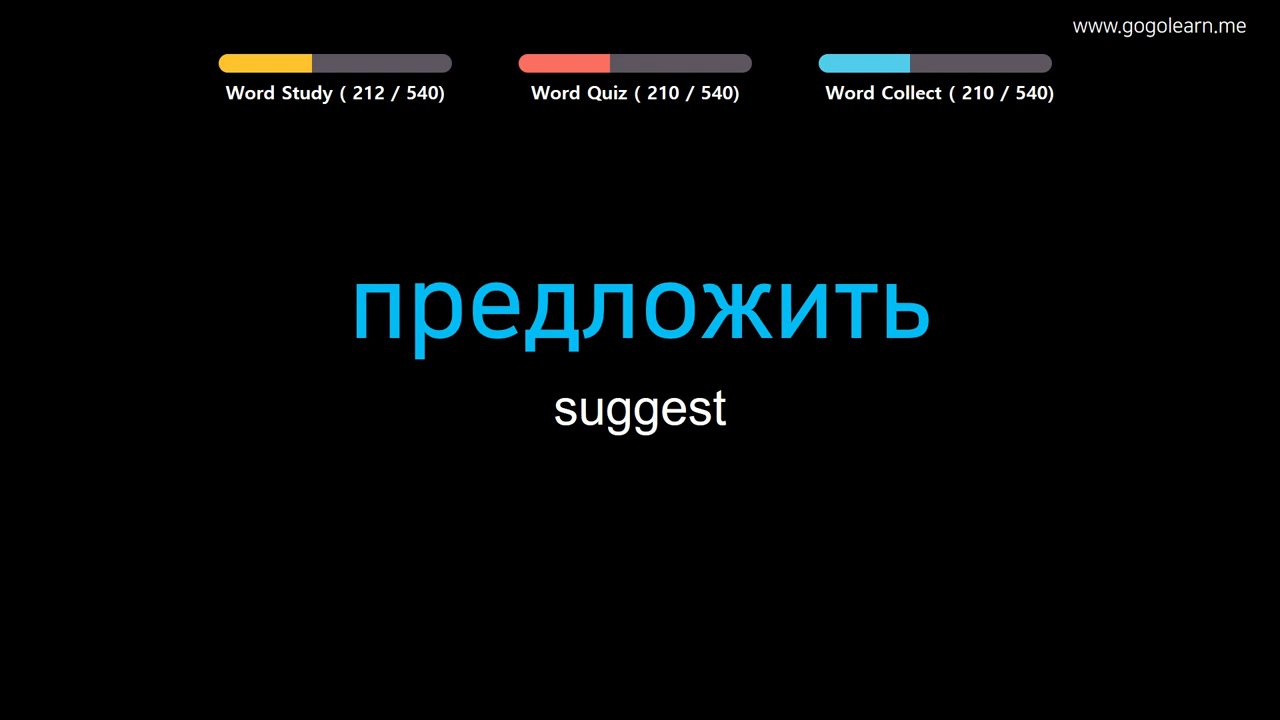 www.gogolearn.me
Word Study ( 212 / 540)
Word Quiz ( 210 / 540)
Word Collect ( 210 / 540)
предложить
suggest